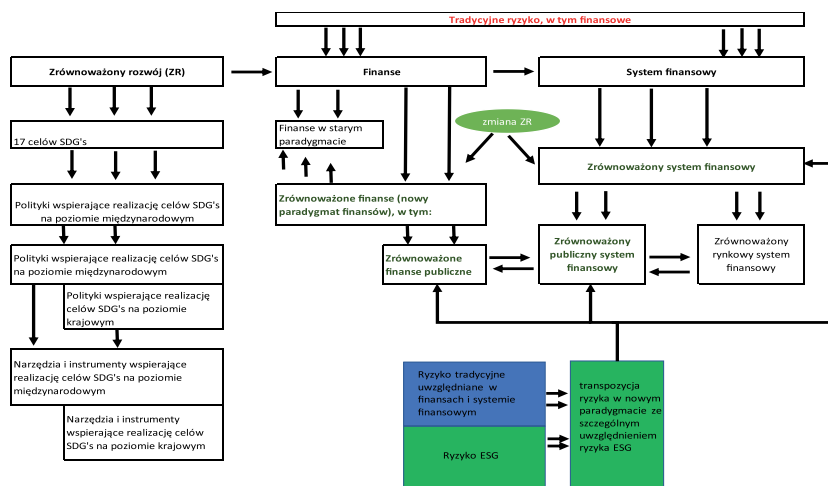 Tradycyjne ryzyko, w tym finansowe
Zrównoważony rozwój (ZR)
Finanse
System finansowy
17 celów SDG's
Finanse w starym
paradygmacie
zmiana ZR
Zrównoważony system finansowy
Polityki wspierające realizację celów SDG's
na poziomie międzynarodowym
Zrównoważone finanse (nowy
paradygmat finansów), w tym:
Polityki wspierające realizację celów SDG's
na poziomie międzynarodowym
Zrównoważone
finanse publiczne
Zrównoważony
publiczny system
finansowy
Zrównoważony
rynkowy system
finansowy
Polityki wspierające realizację
celów SDG's na poziomie
krajowym
Narzędzia i instrumenty wspierające
realizację celów SDG's na poziomie
międzynarodowym
Narzędzia i instrumenty
wspierające realizację celów
SDG's na poziomie krajowym
Ryzyko tradycyjne
uwzględniane w
finansach i systemie
finansowym
Ryzyko ESG
transpozycja
ryzyka w nowym
paradygmacie ze
szczególnym
uwzględnieniem
ryzyka ESG